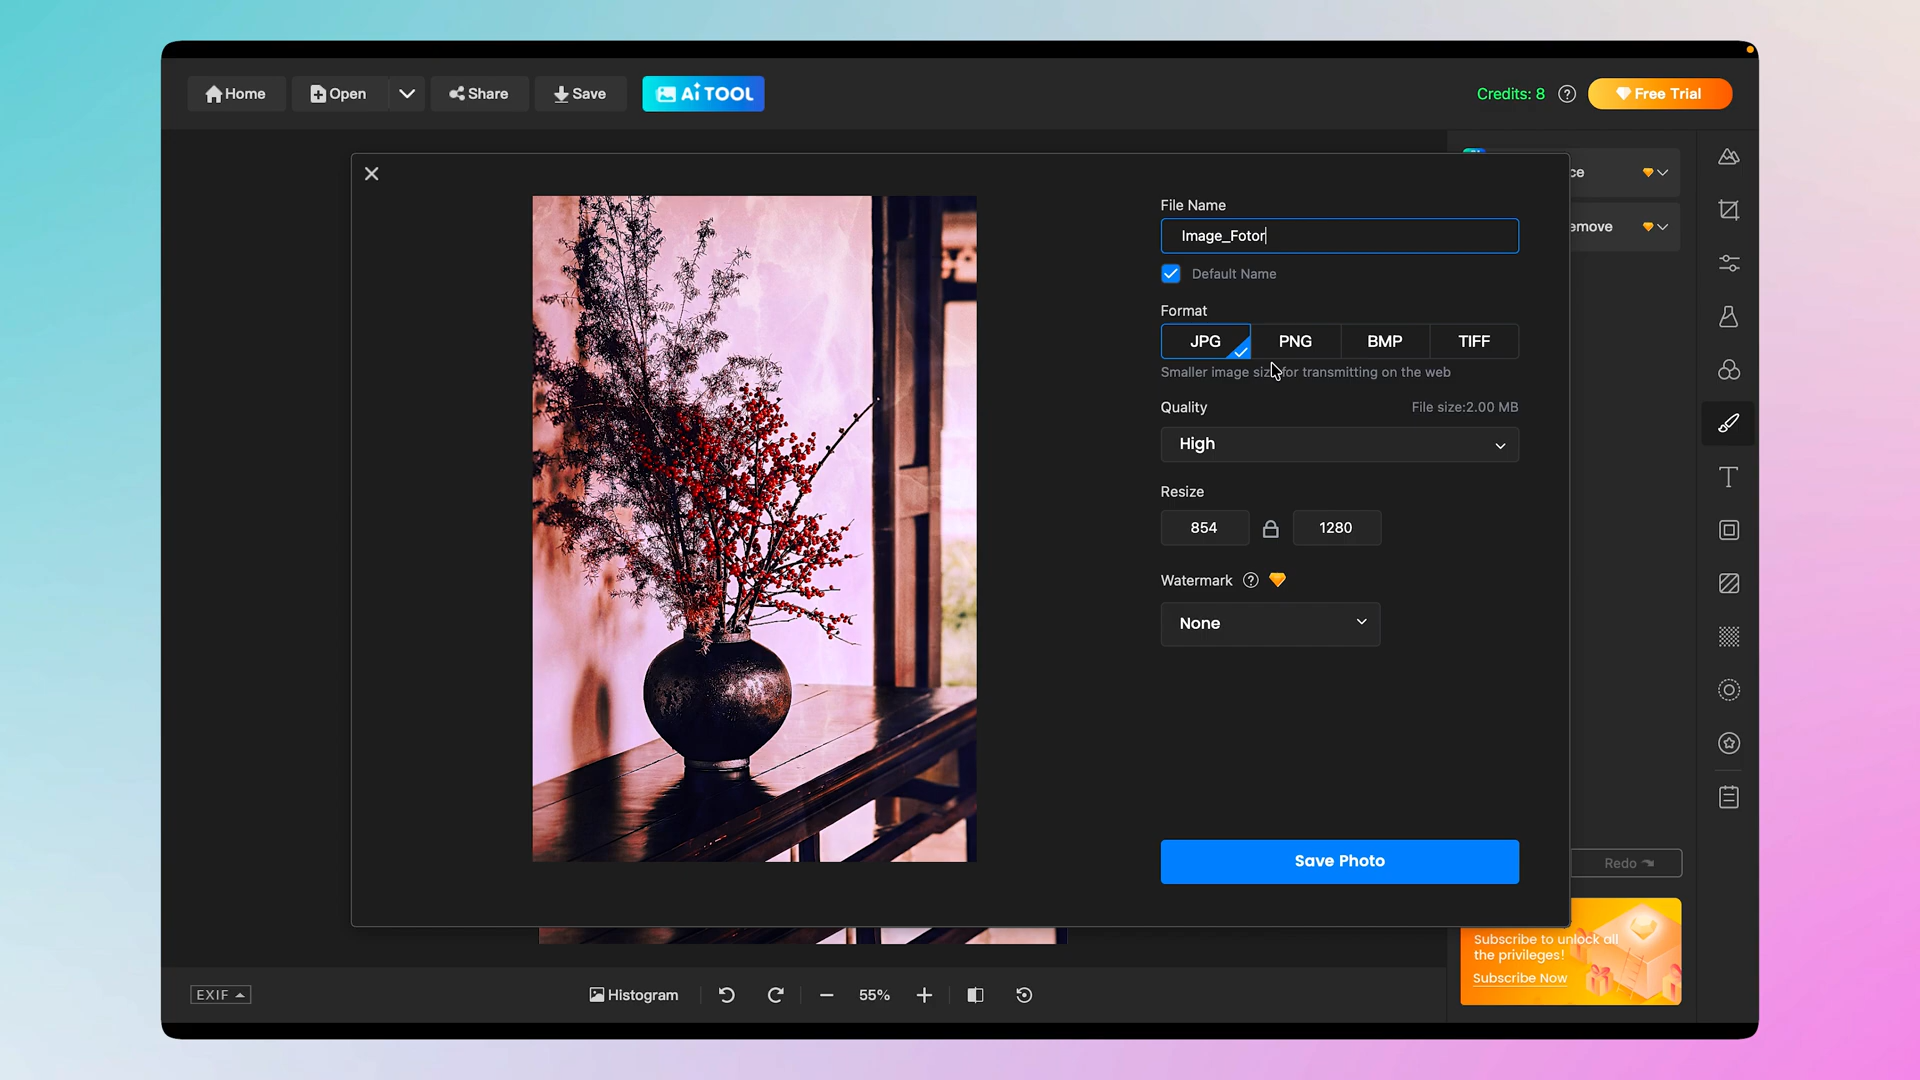 Home
Open
Share
Save
Ai TOOL
Credits: 8
Free Trial
ce
emove
File Name
Image_Fotor
Default Name
Format
JPG
PNG
BMP
TIFF
Smaller image size for transmitting on the web
Quality
File size:2.00 MB
High
Resize
854
1280
Watermark
None
Save Photo
Redo
Subscribe to unlock all
the privileges!
Subscribe Now
EXIF
Histogram
55%